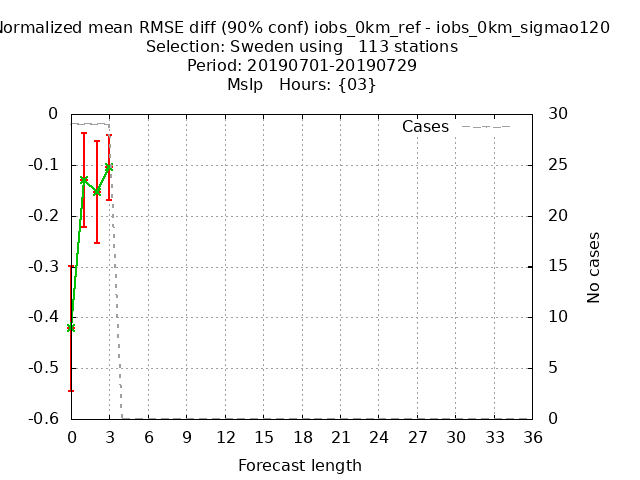 Normalized mean RMSE diff (90% conf) iobs_0km_ref - iobs_0km_sigmao120
Selection: Sweden using 113 stations
Period: 20190701-20190729
Mslp Hours: {03}
Cases
0
-0.1
-0.2
-0.3
-0.4
-0.5
-0.6
30
25
20
15
10
5
0
No cases
0 3 6 9 12 15 18 21 24 27 30 33 36
Forecast length